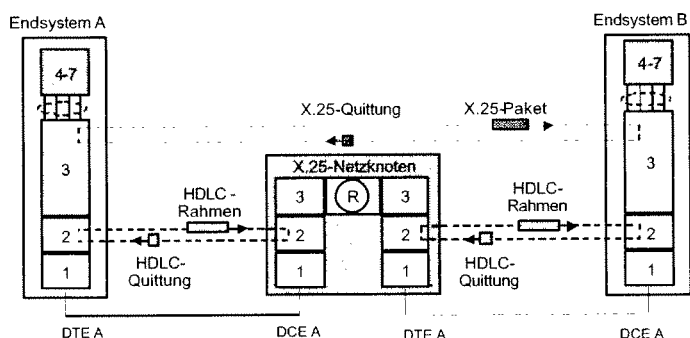 Endsystem A
Endsystem B
4-7
4-7
X.25-Quittung
X.25-Paket
3
X.25-Netzknoten
3
3
R
3
HDLC -
Rahmen
HDLC-
Rahmen
2
2
2
2
HDLC-
Quittung
HDLC-
Quittung
1
1
1
1
DTE A
DCE A
DTE A
DCE A